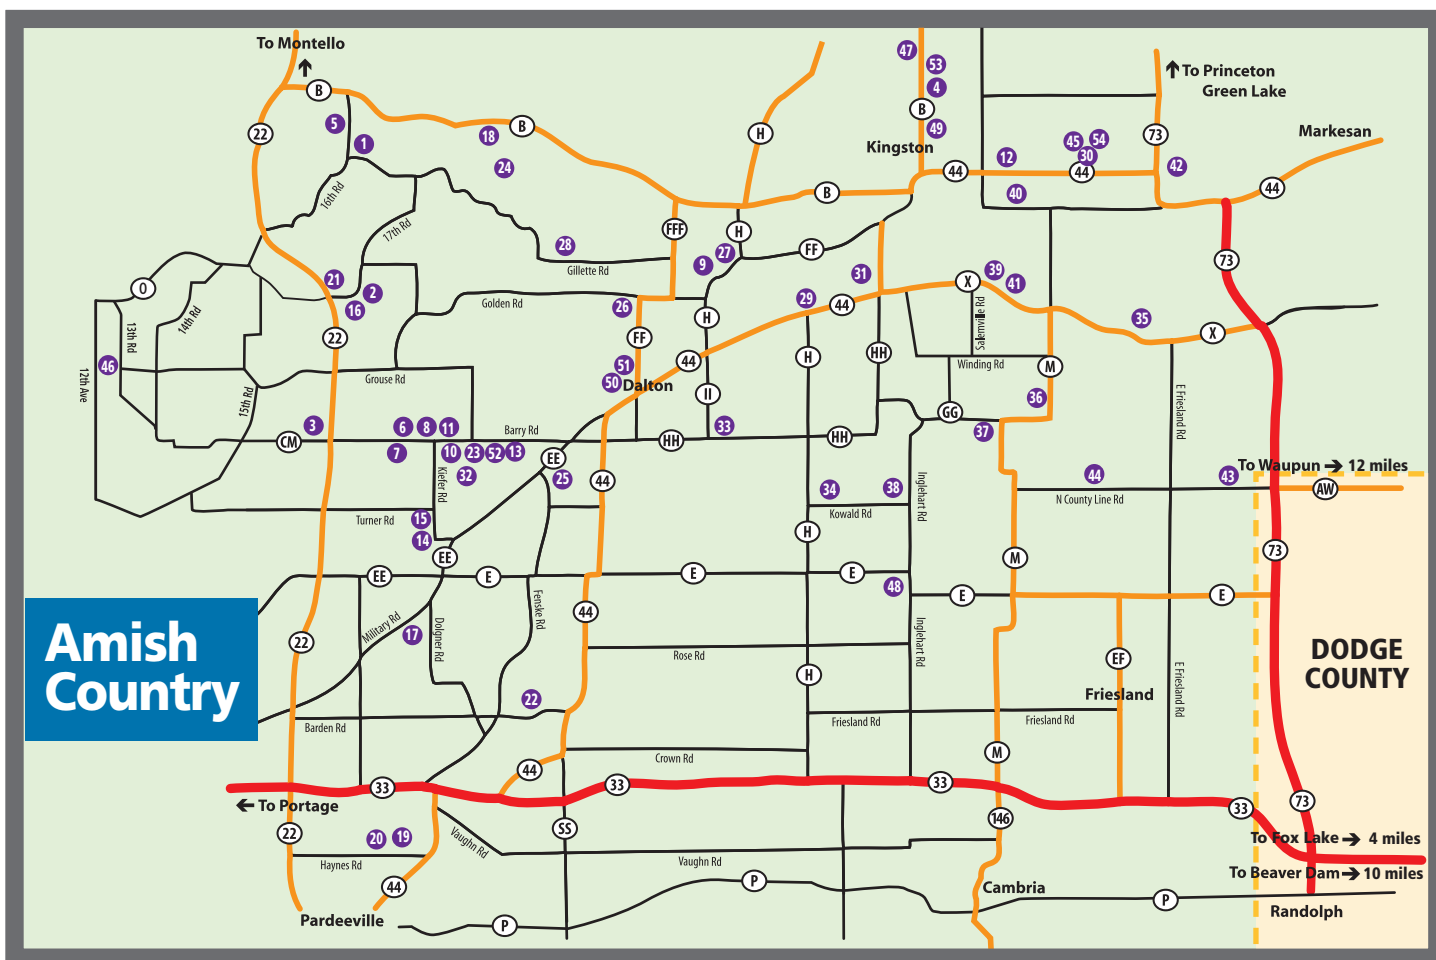 To Montello
B
5
1
22
18
B
24
16th Rd
17th Rd
28
Gillette Rd
FFF
H
H
27
9
FF
B
47
53
4
B
49
Kingston
44
12
40
45
54
30
44
73
42
To Princeton
Green Lake
Markesan
44
73
O
13th Rd
14th Rd
46
12th Ave
15th Rd
21
2
16
22
Golden Rd
26
FF
H
29
44
31
X
39
41
Salemville Rd
35
X
51
50
Dalton
44
II
H
HH
Winding Rd
M
36
GG
37
E Friesland Rd
Grouse Rd
CM
3
6
8
11
Barry Rd
7
10
23
52
13
32
Kiefer Rd
EE
25
HH
33
HH
44
34
38
Kowald Rd
Inglehart Rd
44
N County Line Rd
43
To Waupun
12 miles
AW
Turner Rd
15
14
EE
H
M
73
EE
E
E
E
48
E
E
Amish
Country
22
Military Rd
17
Dolgner Rd
Fenske Rd
44
Rose Rd
Inglehart Rd
H
EF
Friesland
E Friesland Rd
DODGE
COUNTY
22
Barden Rd
Crown Rd
Friesland Rd
Friesland Rd
M
44
33
33
33
33
73
To Portage
22
20
19
Haynes Rd
Vaughn Rd
SS
Vaughn Rd
146
To Fox Lake
4 miles
To Beaver Dam
10 miles
44
P
Cambria
P
Randolph
Pardeeville
P